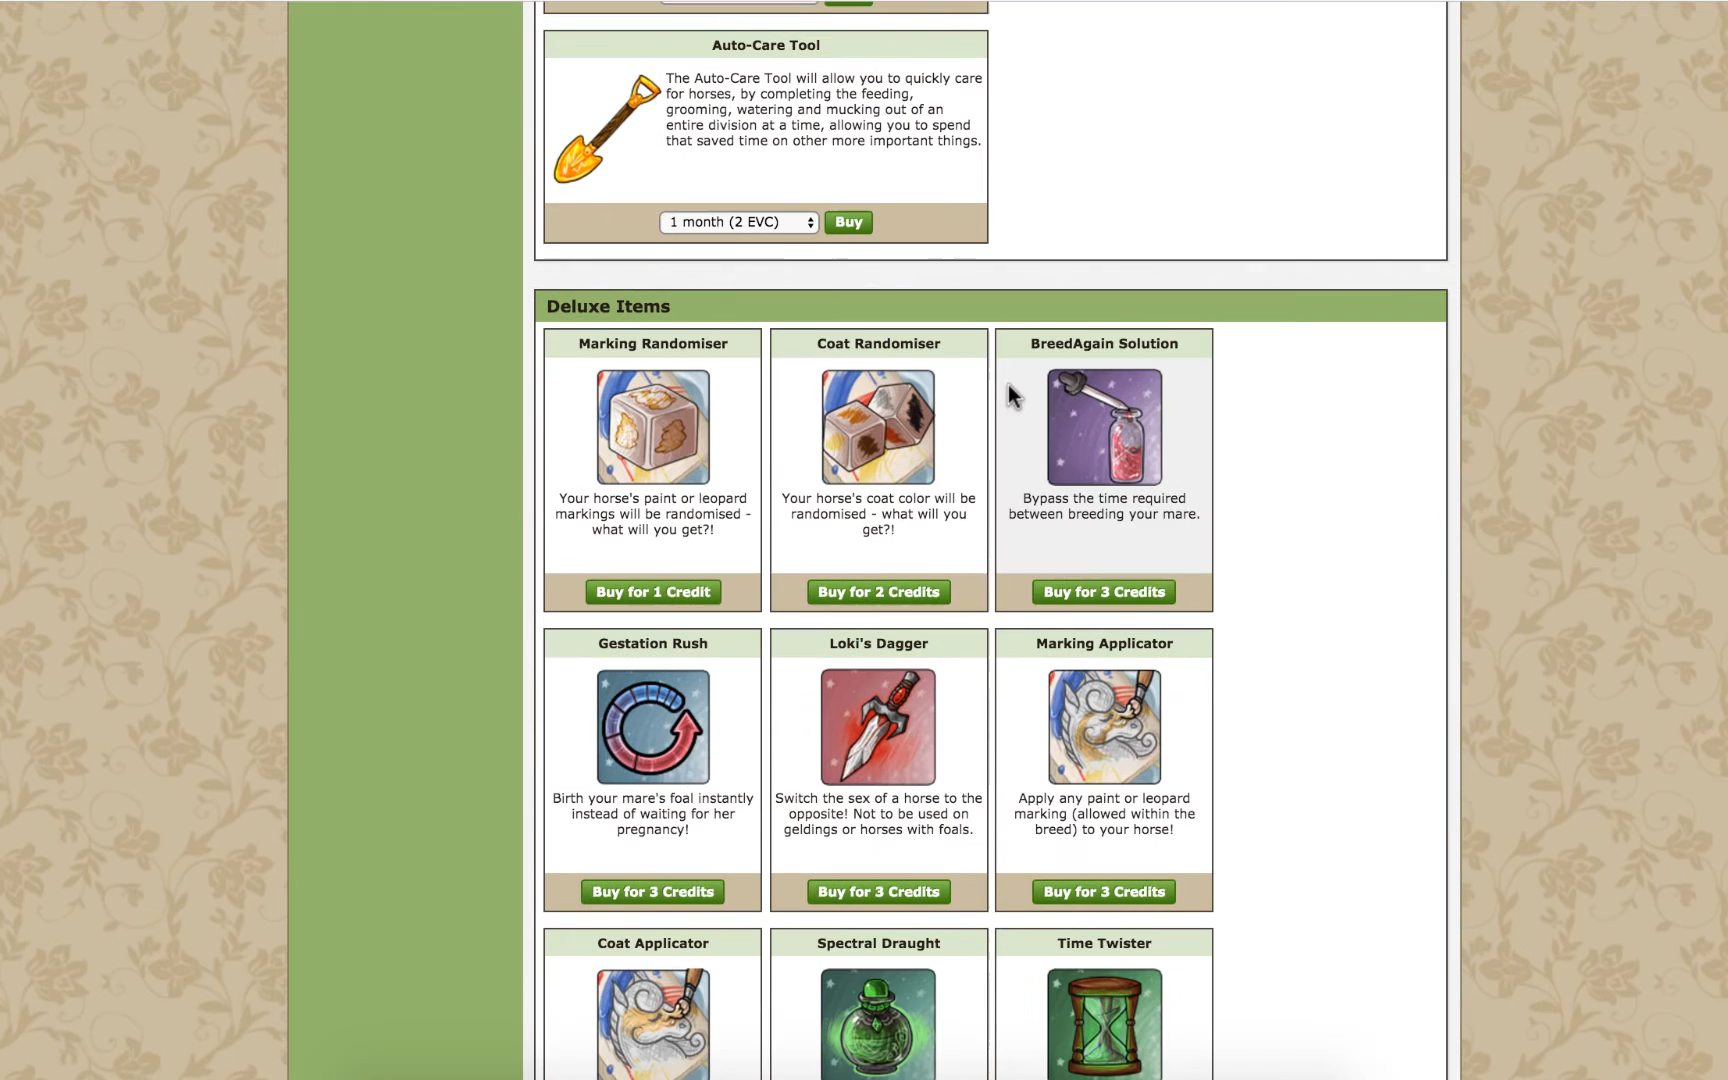 Auto-Care Tool
The Auto-Care Tool will allow you to quickly care
for horses, by completing the feeding,
grooming, watering and mucking out of an
entire division at a time, allowing you to spend
that saved time on other more important things.
1 month (2 EVC)
Buy
Deluxe Items
Marking Randomiser
Your horse's paint or leopard
markings will be randomised -
what will you get?!
Buy for 1 Credit
Coat Randomiser
Your horse's coat color will be
randomised - what will you
get?!
Buy for 2 Credits
BreedAgain Solution
Bypass the time required
between breeding your mare.
Buy for 3 Credits
Gestation Rush
Birth your mare's foal instantly
instead of waiting for her
pregnancy!
Buy for 3 Credits
Loki's Dagger
Switch the sex of a horse to the
opposite! Not to be used on
geldings or horses with foals.
Buy for 3 Credits
Marking Applicator
Apply any paint or leopard
marking (allowed within the
breed) to your horse!
Buy for 3 Credits
Coat Applicator
Spectral Draught
Time Twister